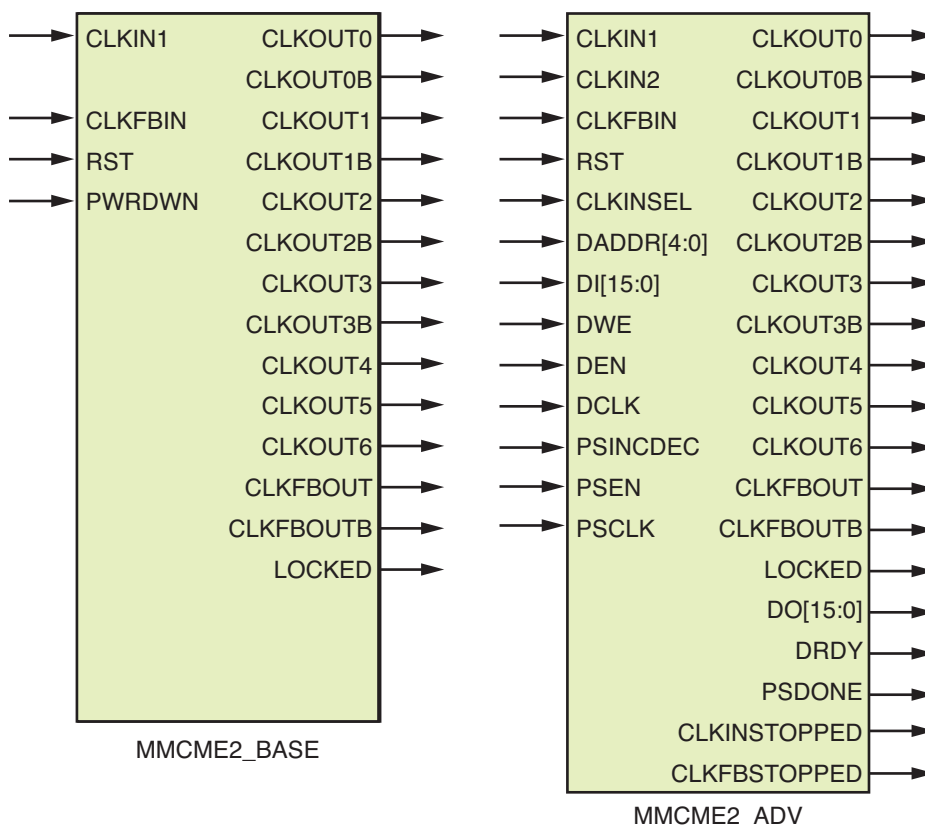 CLKIN1 CLKOUT0
CLKOUT0B
CLKFBIN CLKOUT1
RST CLKOUT1B
PWRDWN CLKOUT2
CLKOUT2B
CLKOUT3
CLKOUT3B
CLKOUT4
CLKOUT5
CLKOUT6
CLKFBOUT
CLKFBOUTB
LOCKED
MMCME2_BASE
CLKIN1 CLKOUT0
CLKIN2 CLKOUT0B
CLKFBIN CLKOUT1
RST CLKOUT1B
CLKINSEL CLKOUT2
DADDR[4:0] CLKOUT2B
DI[15:0] CLKOUT3
DWE CLKOUT3B
DEN CLKOUT4
DCLK CLKOUT5
PSINCDEC CLKOUT6
PSEN CLKFBOUT
PSCLK CLKFBOUTB
LOCKED
DO[15:0]
DRDY
PSDONE
CLKINSTOPPED
CLKFBSTOPPED
MMCME2_ADV